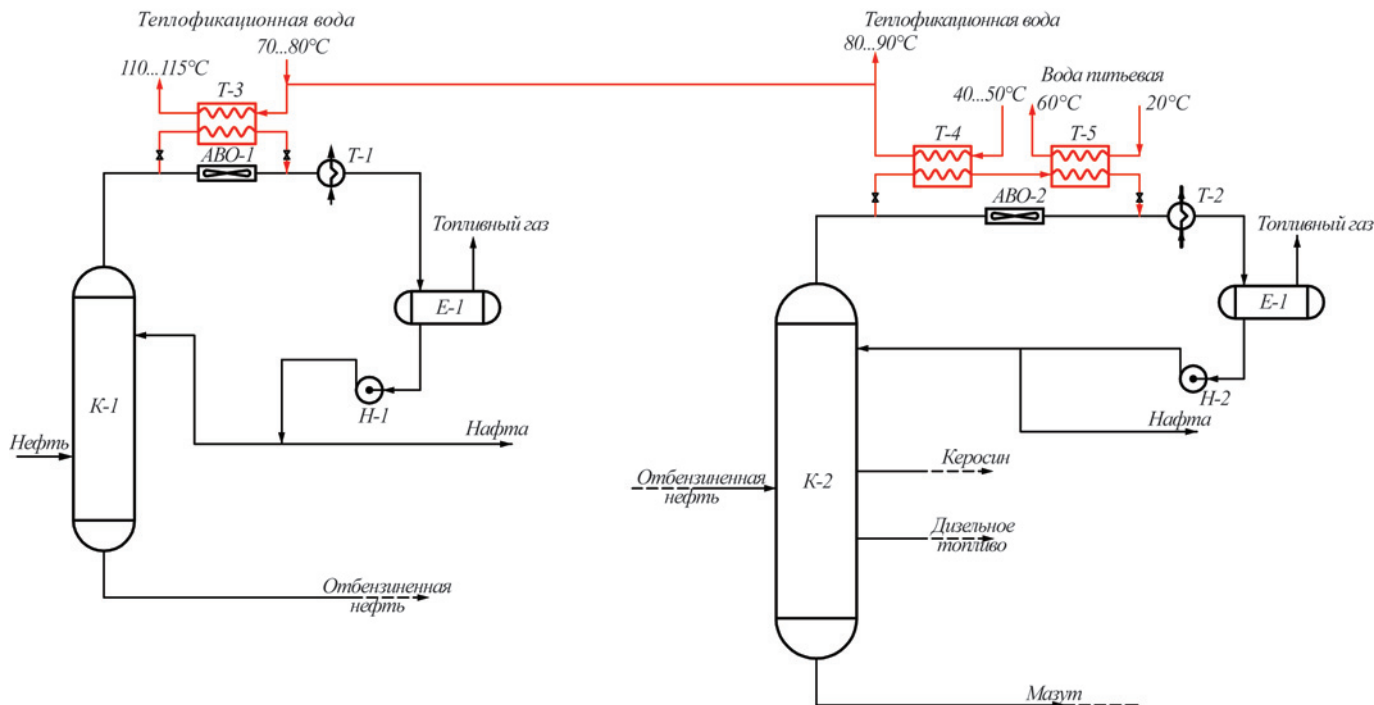 Теплофикационная вода
70...80°С
110...115°С
Т-3
АВО-1
Т-1
Топливный газ
Е-1
К-1
Н-1
Нефть
Нафта
Отбензиненная
нефть
Теплофикационная вода
80...90°С
Вода питьевая
40...50°С
60°С
20°С
Т-4
Т-5
АВО-2
Т-2
Топливный газ
Е-1
Н-2
Нафта
К-2
Керосин
Отбензиненная
нефть
Дизельное
топливо
Мазут